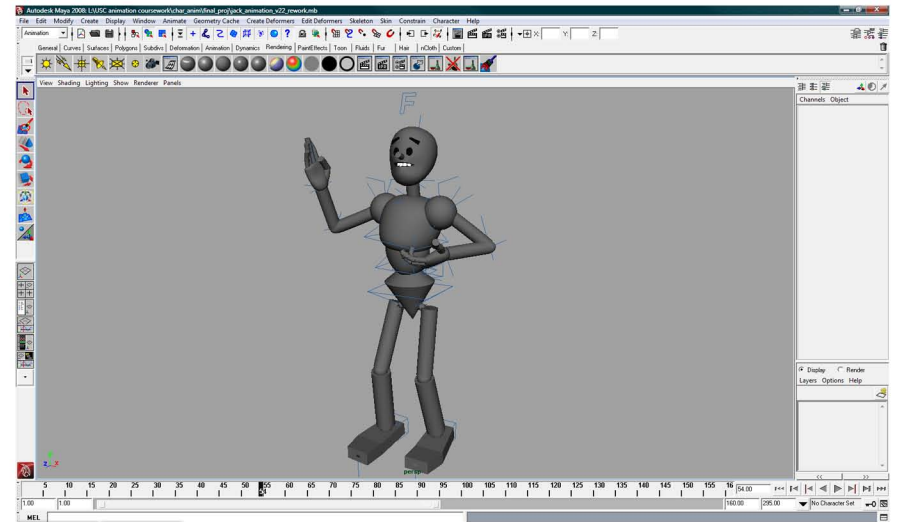 Autodesk Maya 2008: L:\USC animation coursework\char_anim\final_proj\jack_animation_v22_rework.mb
File Edit Modify Create Display Window Animate Geometry Cache Create Deformers Edit Deformers Skeleton Skin Constrain Character Help
Animation X Y Z
General Curves Surfaces Polygons Subdivs Deformation Animation Dynamics Rendering PaintEffects Toon Fluids Fur Hair nCloth Custom
View Shading Lighting Show Renderer Panels
Channels Object
F
Display Render
Layers Options Help
persp
5 10 15 20 25 30 35 40 45 50 55 60 65 70 75 80 85 90 95 100 105 110 115 120 125 130 135 140 145 150 155 16 54.00
1.00 1.00 160.00 295.00 No Character Set
MEL